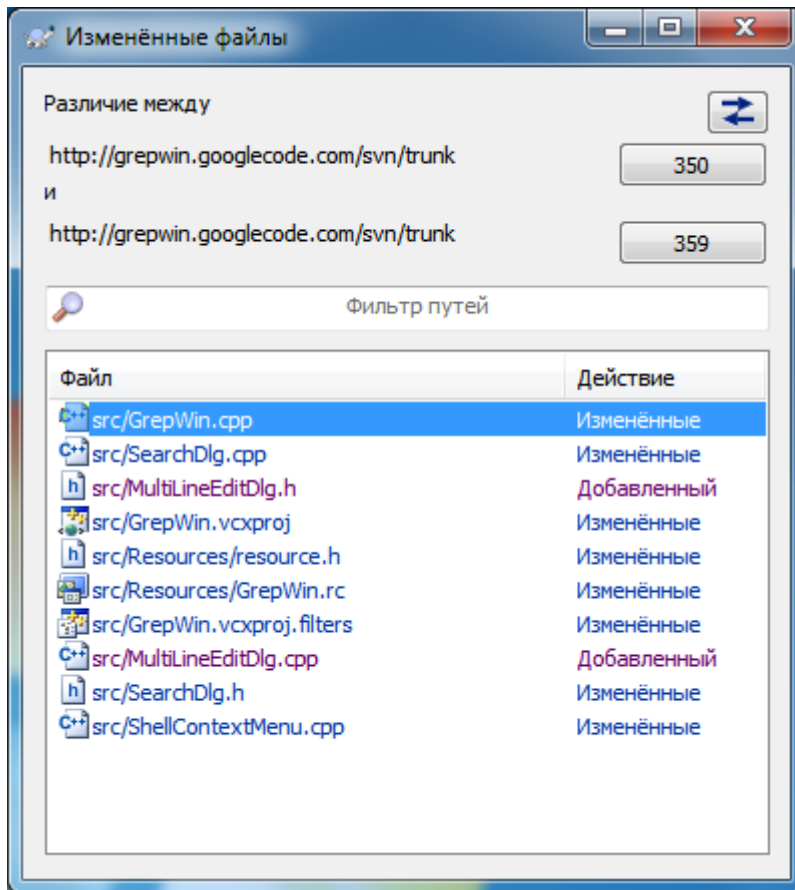 Изменённые файлы
Различие между
http://grepwin.googlecode.com/svn/trunk 350
и
http://grepwin.googlecode.com/svn/trunk 359
Фильтр путей
Файл Действие
src/GrepWin.cpp Изменённые
src/SearchDlg.cpp Изменённые
src/MultiLineEditDlg.h Добавленный
src/GrepWin.vcxproj Изменённые
src/Resources/resource.h Изменённые
src/Resources/GrepWin.rc Изменённые
src/GrepWin.vcxproj.filters Изменённые
src/MultiLineEditDlg.cpp Добавленный
src/SearchDlg.h Изменённые
src/ShellContextMenu.cpp Изменённые